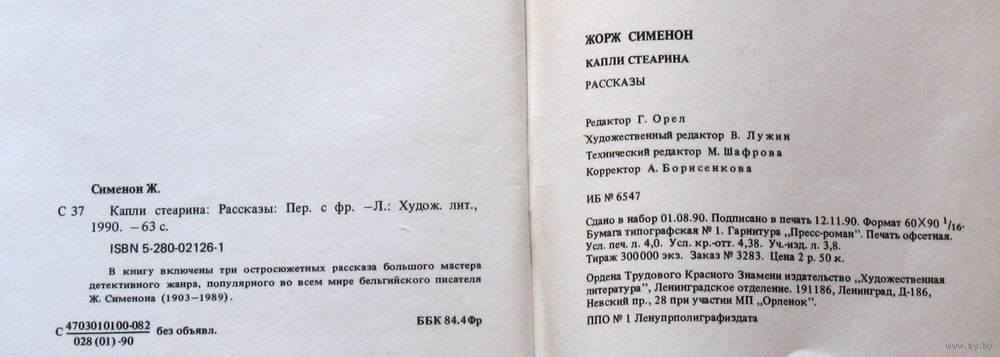 Сименон Ж.
С 37 Капли стеарина: Рассказы: Пер. с фр. —Л.: Худож. лит.,
1990. —63 с.
ISBN 5-280-02126-1
В книгу включены три остросюжетных рассказа большого мастера
детективного жанра, популярного во всем мире бельгийского писателя
Ж. Сименона (1903—1989).
С 4703010100-082 без объявл.
028 (01) -90
ББК 84.4Фр
ЖОРЖ СИМЕНОН
КАПЛИ СТЕАРИНА
РАССКАЗЫ
Редактор Г. Орел
Художественный редактор В. Лужин
Технический редактор М. Шафрова
Корректор А. Борисенкова
ИБ №6547
Сдано в набор 01.08.90. Подписано в печать 12.11.90. Формат 60X90 1/16.
Бумага типографская № 1. Гарнитура „Пресс-роман”. Печать офсетная.
Усл. печ. л. 4,0. Усл. кр.-отт. 4,38. Уч.-изд. л. 3,8.
Тираж 300000 экз. Заказ № 3283. Цена 2 р. 50 к.
Ордена Трудового Красного Знамени издательство „Художественная
литература”, Ленинградское отделение. 191186, Ленинград, Д-186,
Невский пр., 28 при участии МП „Орленок”.
ППО № 1 Ленупрполиграфиздата
www.ay.by